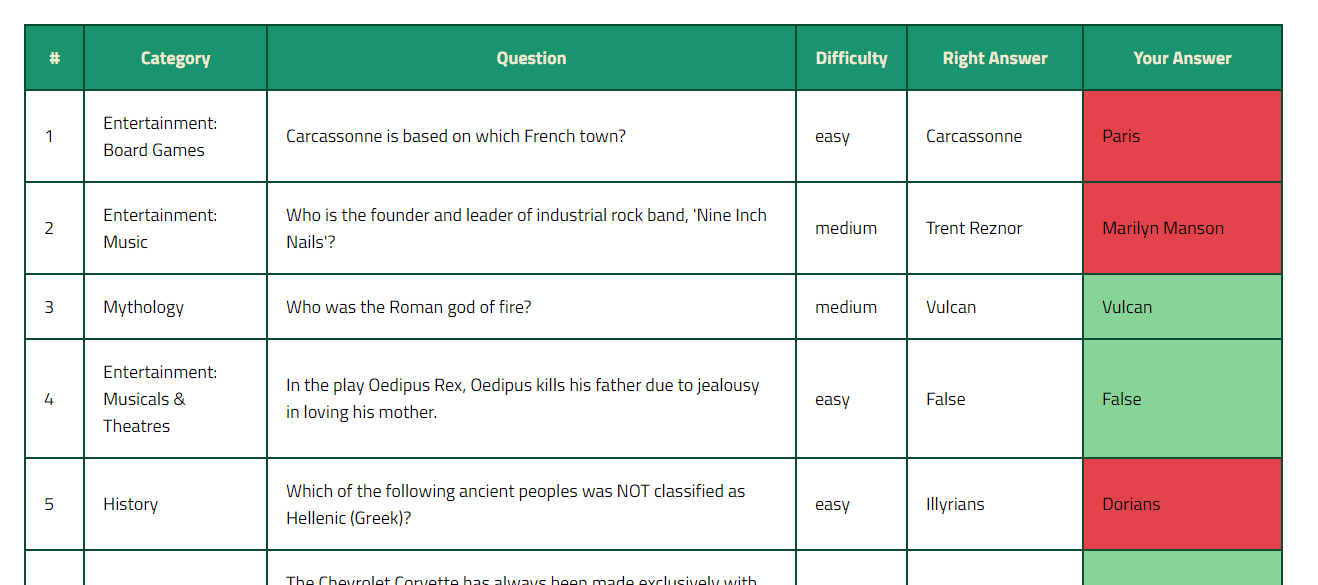 # Category Question Difficulty Right Answer Your Answer
1 Entertainment: Board Games Carcassonne is based on which French town? easy Carcassonne Paris
2 Entertainment: Music Who is the founder and leader of industrial rock band, 'Nine Inch Nails'? medium Trent Reznor Marilyn Manson
3 Mythology Who was the Roman god of fire? medium Vulcan Vulcan
4 Entertainment: Musicals & Theatres In the play Oedipus Rex, Oedipus kills his father due to jealousy in loving his mother. easy False False
5 History Which of the following ancient peoples was NOT classified as Hellenic (Greek)? easy Illyrians Dorians
The Chevrolet Corvette has always been made exclusively with